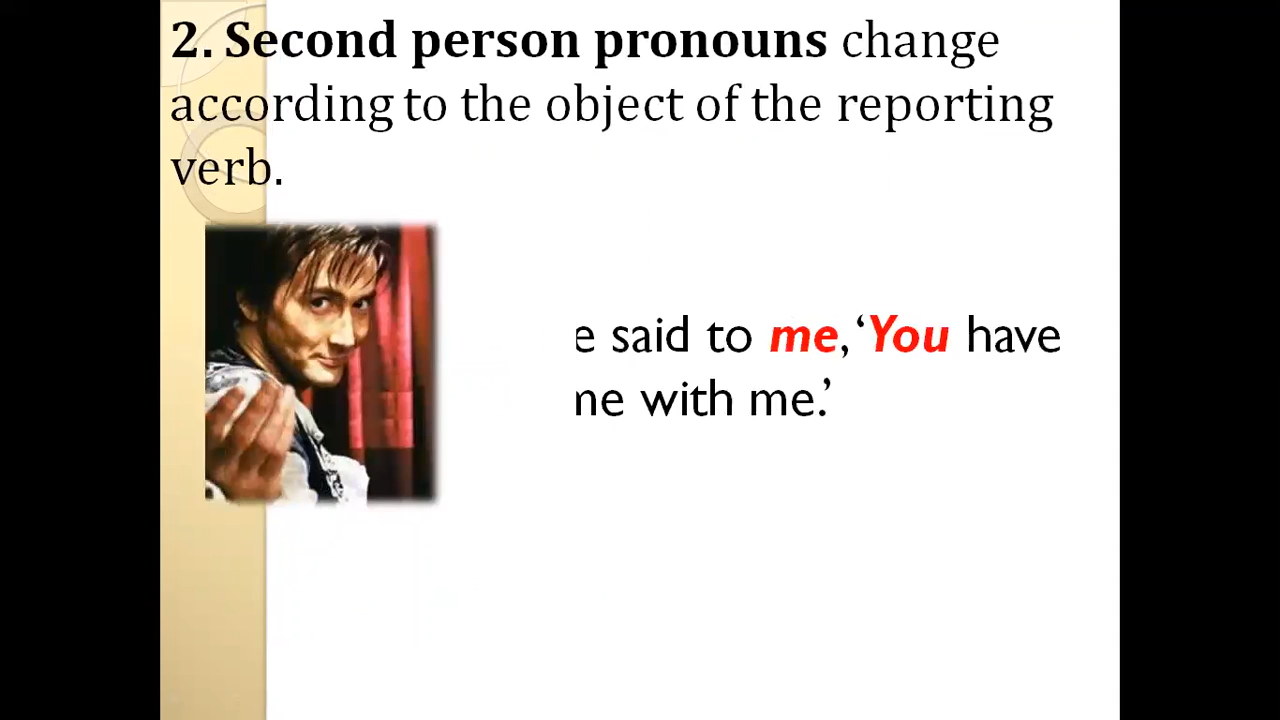 2. Second person pronouns change
according to the object of the reporting
verb.
said to me, ‘You have
with me.’